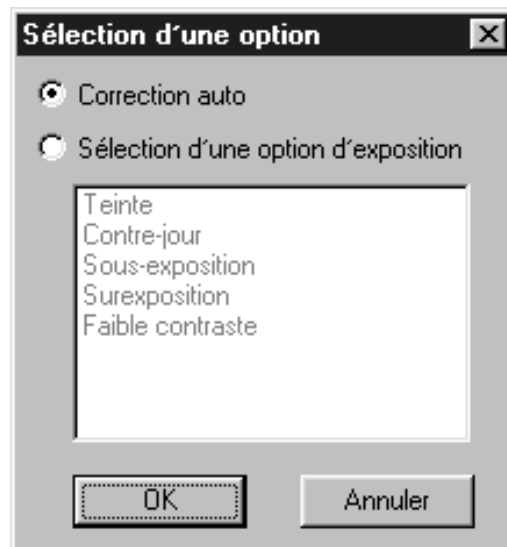 Sélection d'une option
Correction auto
Sélection d'une option d'exposition
Teinte
Contre-jour
Sous-exposition
Surexposition
Faible contraste
OK
Annuler